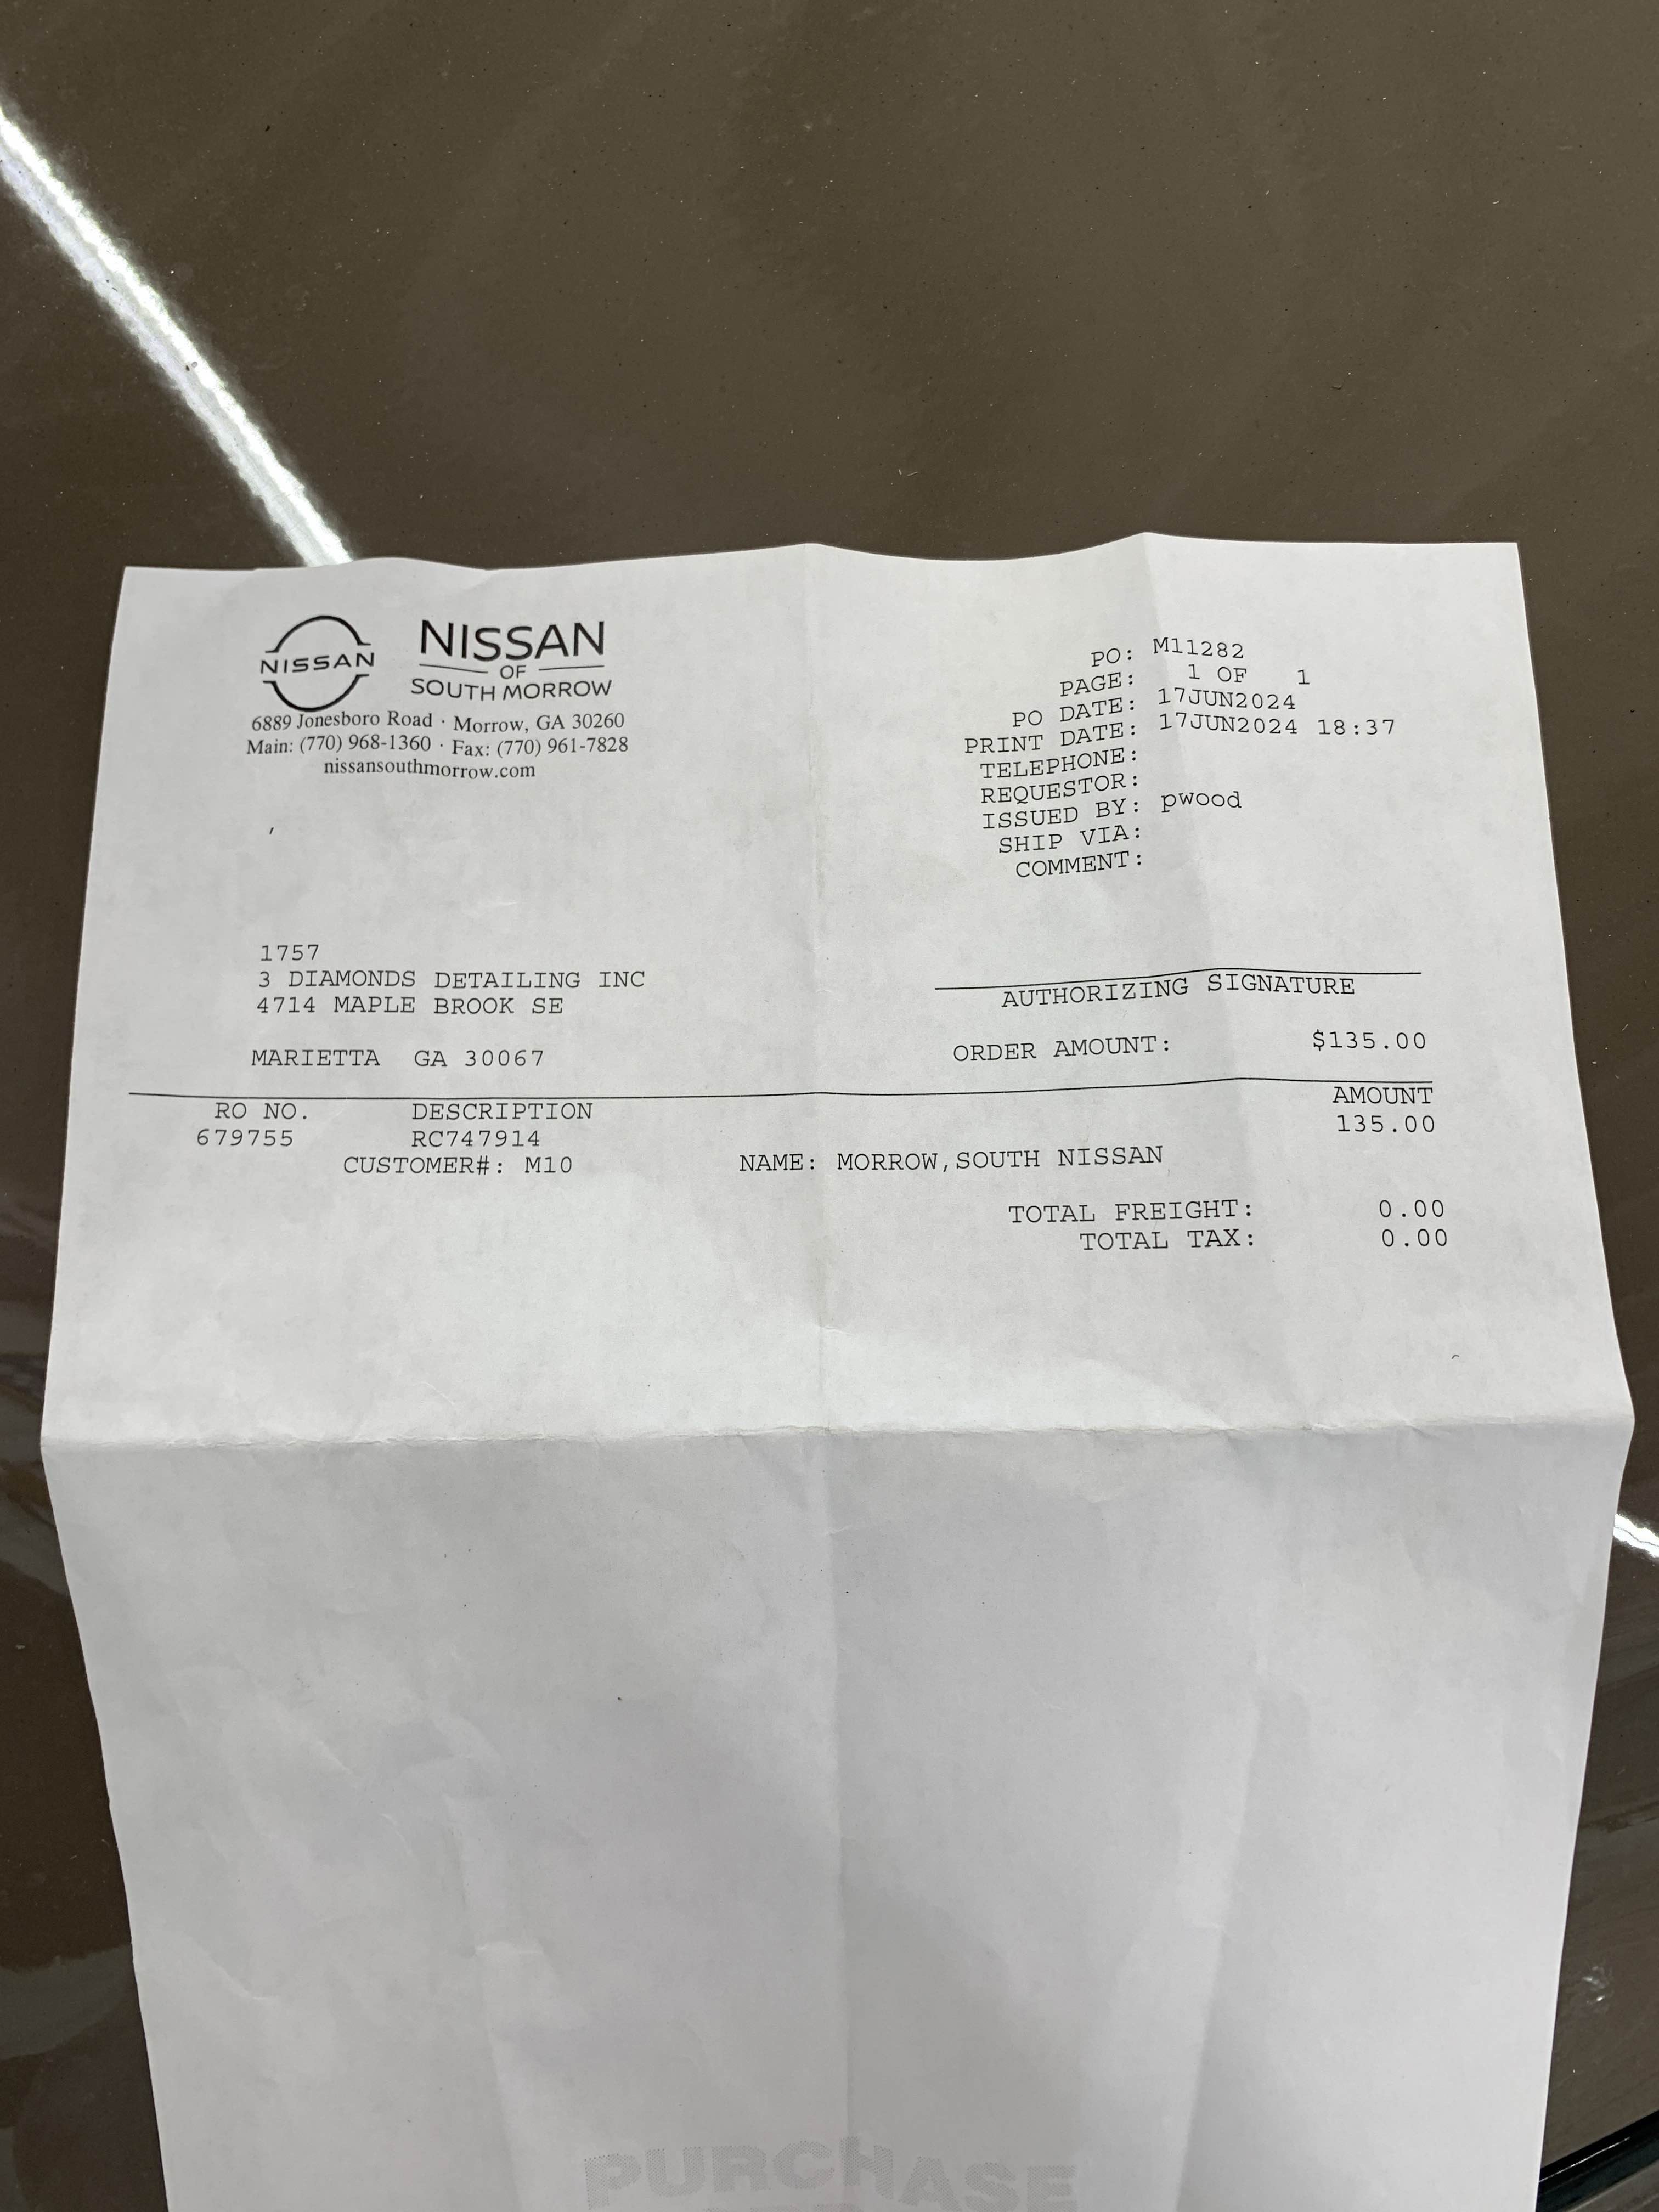 NISSAN
NISSAN
OF
SOUTH MORROW
6889 Jonesboro Road · Morrow, GA 30260
Main: (770) 968-1360 · Fax: (770) 961-7828
nissansouthmorrow.com
PO: M11282
PAGE: 1 OF 1
PO DATE: 17JUN2024
PRINT DATE: 17JUN2024 18:37
TELEPHONE:
REQUESTOR:
ISSUED BY: pwood
SHIP VIA:
COMMENT:
1757
3 DIAMONDS DETAILING INC
4714 MAPLE BROOK SE
MARIETTA GA 30067
AUTHORIZING SIGNATURE
ORDER AMOUNT: $135.00
RO NO. DESCRIPTION AMOUNT
679755 RC747914 135.00
CUSTOMER#: M10 NAME: MORROW,SOUTH NISSAN
TOTAL FREIGHT: 0.00
TOTAL TAX: 0.00
PURCHASE